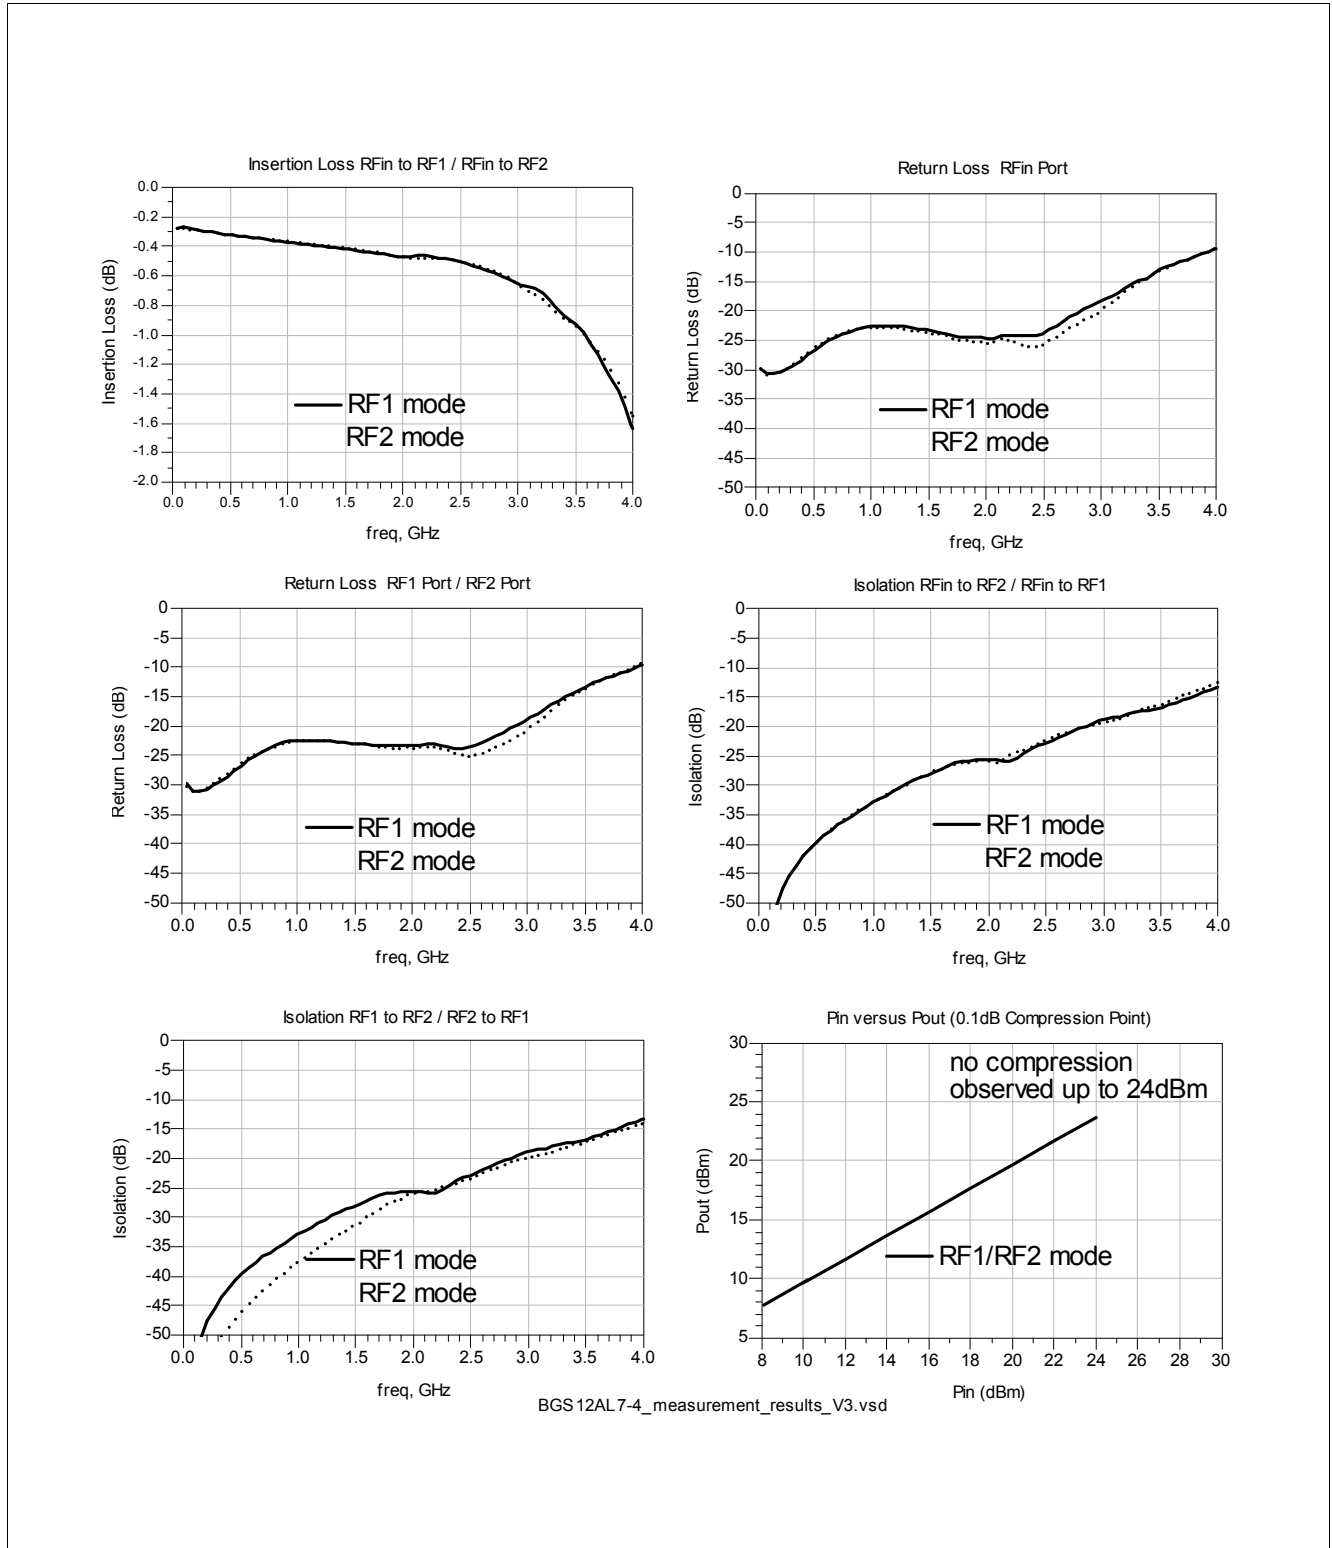 Insertion Loss RFin to RF1 / RFin to RF2
0.0
-0.2
-0.4
-0.6
-0.8
-1.0
-1.2
-1.4
-1.6
-1.8
-2.0
Insertion Loss (dB)
RF1 mode
RF2 mode
0.0 0.5 1.0 1.5 2.0 2.5 3.0 3.5 4.0
freq, GHz
Return Loss RFin Port
0
-5
-10
-15
-20
-25
-30
-35
-40
-45
-50
Return Loss (dB)
RF1 mode
RF2 mode
0.0 0.5 1.0 1.5 2.0 2.5 3.0 3.5 4.0
freq, GHz
Return Loss RF1 Port / RF2 Port
0
-5
-10
-15
-20
-25
-30
-35
-40
-45
-50
Return Loss (dB)
RF1 mode
RF2 mode
0.0 0.5 1.0 1.5 2.0 2.5 3.0 3.5 4.0
freq, GHz
Isolation RFin to RF2 / RFin to RF1
0
-5
-10
-15
-20
-25
-30
-35
-40
-45
-50
Isolation (dB)
RF1 mode
RF2 mode
0.0 0.5 1.0 1.5 2.0 2.5 3.0 3.5 4.0
freq, GHz
Isolation RF1 to RF2 / RF2 to RF1
0
-5
-10
-15
-20
-25
-30
-35
-40
-45
-50
Isolation (dB)
RF1 mode
RF2 mode
0.0 0.5 1.0 1.5 2.0 2.5 3.0 3.5 4.0
freq, GHz
Pin versus Pout (0.1dB Compression Point)
30
25
20
15
10
5
Pout (dBm)
no compression
observed up to 24dBm
RF1/RF2 mode
8 10 12 14 16 18 20 22 24 26 28 30
Pin (dBm)
BGS12AL7-4_measurement_results_V3.vsd